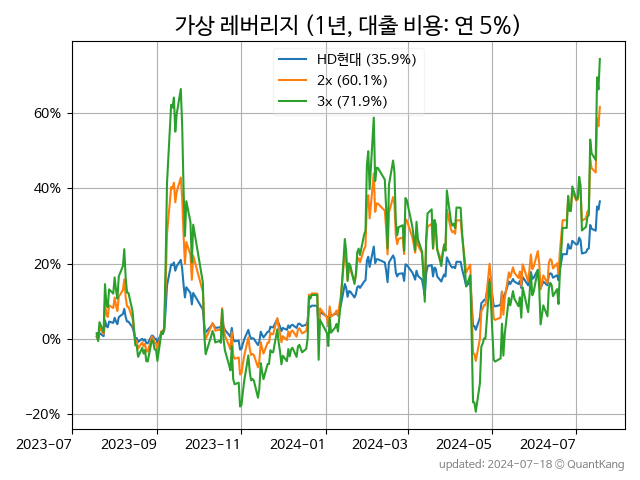 가상 레버리지 (1년, 대출 비용: 연 5%)
HD현대 (35.9%)
2x (60.1%)
3x (71.9%)
60%
40%
20%
0%
−20%
2023-07 2023-09 2023-11 2024-01 2024-03 2024-05 2024-07
updated: 2024-07-18 © QuantKang